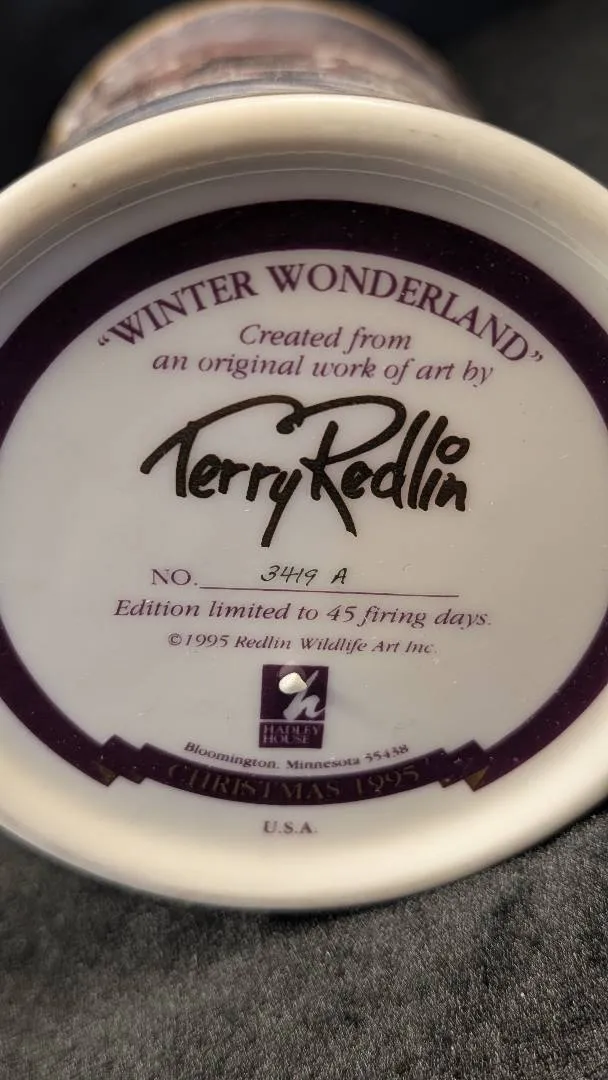 "WINTER WONDERLAND"
Created from
an original work of art by
Terry Redlin
NO. 3419 A
Edition limited to 45 firing days.
©1995 Redlin Wildlife Art Inc.
h
HADLEY
HOUSE
Bloomington, Minnesota 55438
CHRISTMAS 1995
U.S.A.